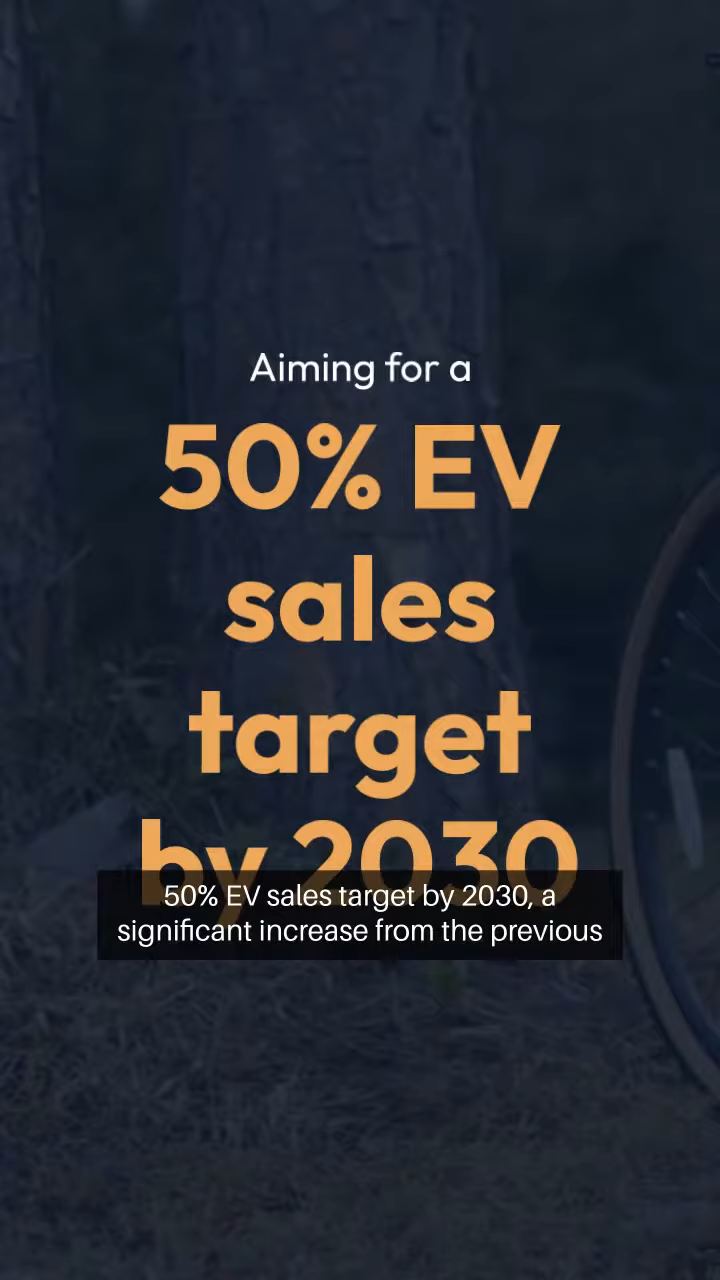 Aiming for a
50% EV
sales
target
by 2030
50% EV sales target by 2030, a
significant increase from the previous